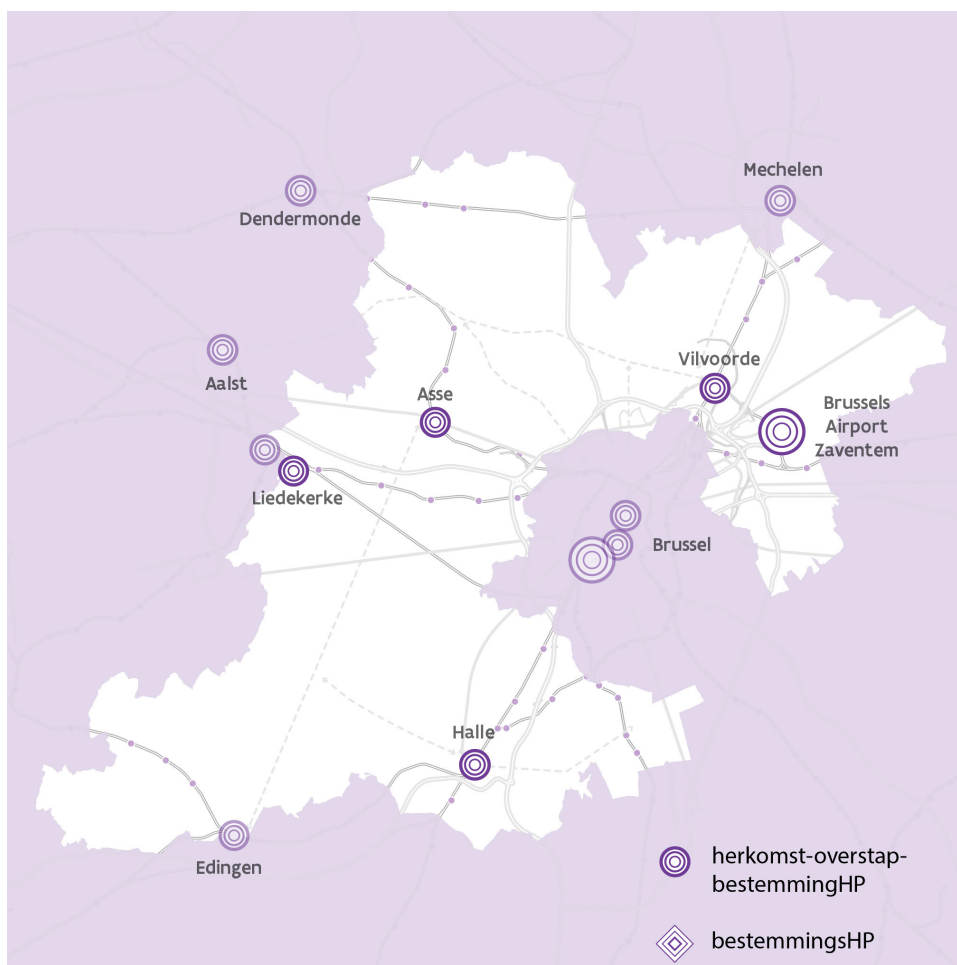 Mechelen
Dendermonde
Vilvoorde
Aalst
Asse
Brussels
Airport
Zaventem
Liedekerke
Brussel
Halle
Edingen
herkomst-overstap-
bestemmingHP
bestemmingsHP